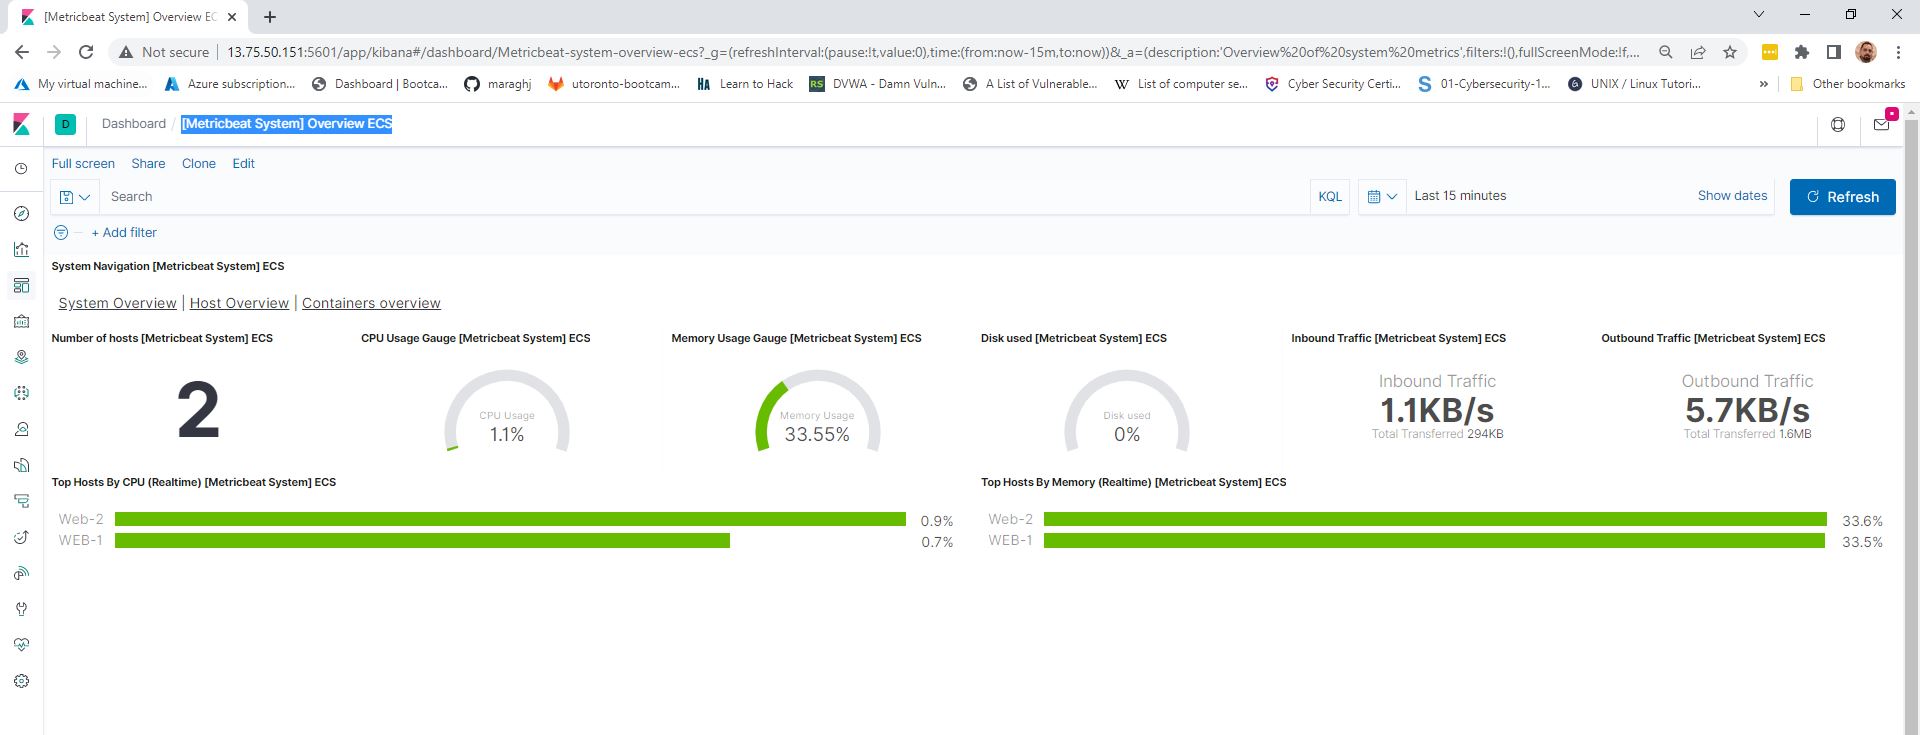 [Metricbeat System] Overview EC
Not secure 13.75.50.151:5601/app/kibana#/dashboard/Metricbeat-system-overview-ecs?_g=(refreshInterval:(pause:!t,value:0),time:(from:now-15m,to:now))&_a=(description:'Overview%20of%20system%20metrics',filters:!(),fullScreenMode:!f,...
My virtual machine... Azure subscription... Dashboard | Bootca... maraghj utoronto-bootcam... HA Learn to Hack RS DVWA - Damn Vuln... A List of Vulnerable... W List of computer se... Cyber Security Certi... S 01-Cybersecurity-1... UNIX / Linux Tutori... » Other bookmarks
D Dashboard / [Metricbeat System] Overview ECS
Full screen Share Clone Edit
Search KQL Last 15 minutes Show dates Refresh
+ Add filter
System Navigation [Metricbeat System] ECS
System Overview | Host Overview | Containers overview
Number of hosts [Metricbeat System] ECS
2
CPU Usage Gauge [Metricbeat System] ECS
CPU Usage
1.1%
Memory Usage Gauge [Metricbeat System] ECS
Memory Usage
33.55%
Disk used [Metricbeat System] ECS
Disk used
0%
Inbound Traffic [Metricbeat System] ECS
Inbound Traffic
1.1KB/s
Total Transferred 294KB
Outbound Traffic [Metricbeat System] ECS
Outbound Traffic
5.7KB/s
Total Transferred 1.6MB
Top Hosts By CPU (Realtime) [Metricbeat System] ECS
Web-2 0.9%
WEB-1 0.7%
Top Hosts By Memory (Realtime) [Metricbeat System] ECS
Web-2 33.6%
WEB-1 33.5%